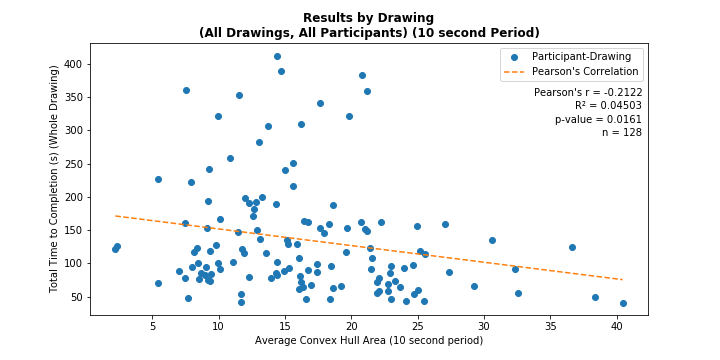 Results by Drawing
(All Drawings, All Participants) (10 second Period)
Participant-Drawing
Pearson's Correlation
Pearson's r = -0.2122
R² = 0.04503
p-value = 0.0161
n = 128
Total Time to Completion (s) (Whole Drawing)
400
350
300
250
200
150
100
50
5
10
15
20
25
30
35
40
Average Convex Hull Area (10 second period)